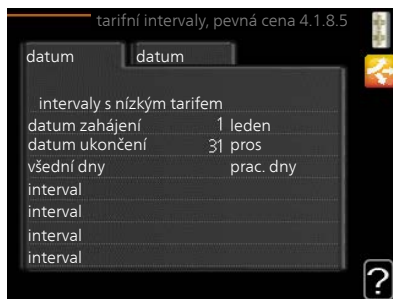 tarifní intervaly, pevná cena 4.1.8.5
datum datum
intervaly s nízkým tarifem
datum zahájení 1 leden
datum ukončení 31 pros
všední dny prac. dny
interval
interval
interval
interval
?